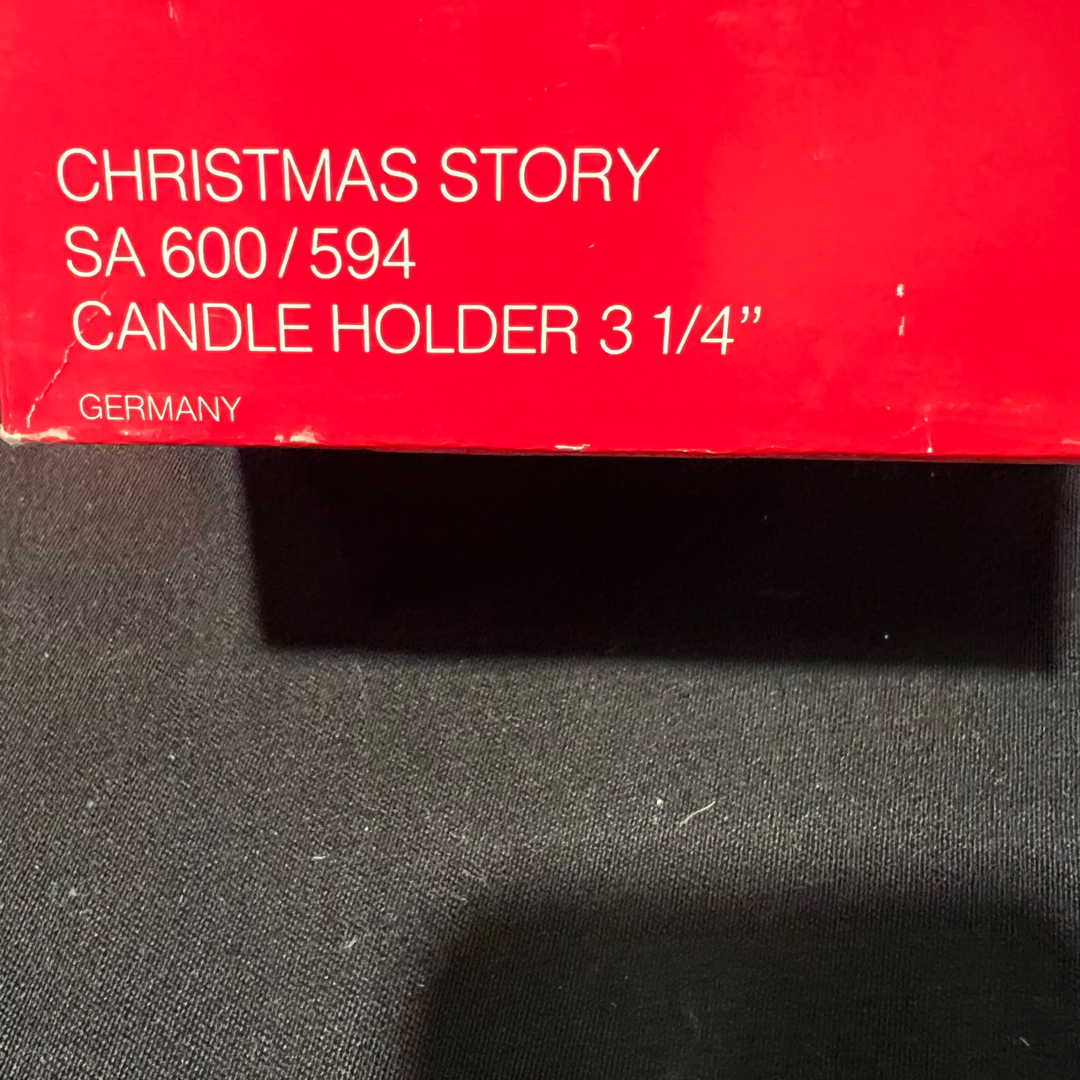 CHRISTMAS STORY
SA 600/594
CANDLE HOLDER 3 1/4”
GERMANY